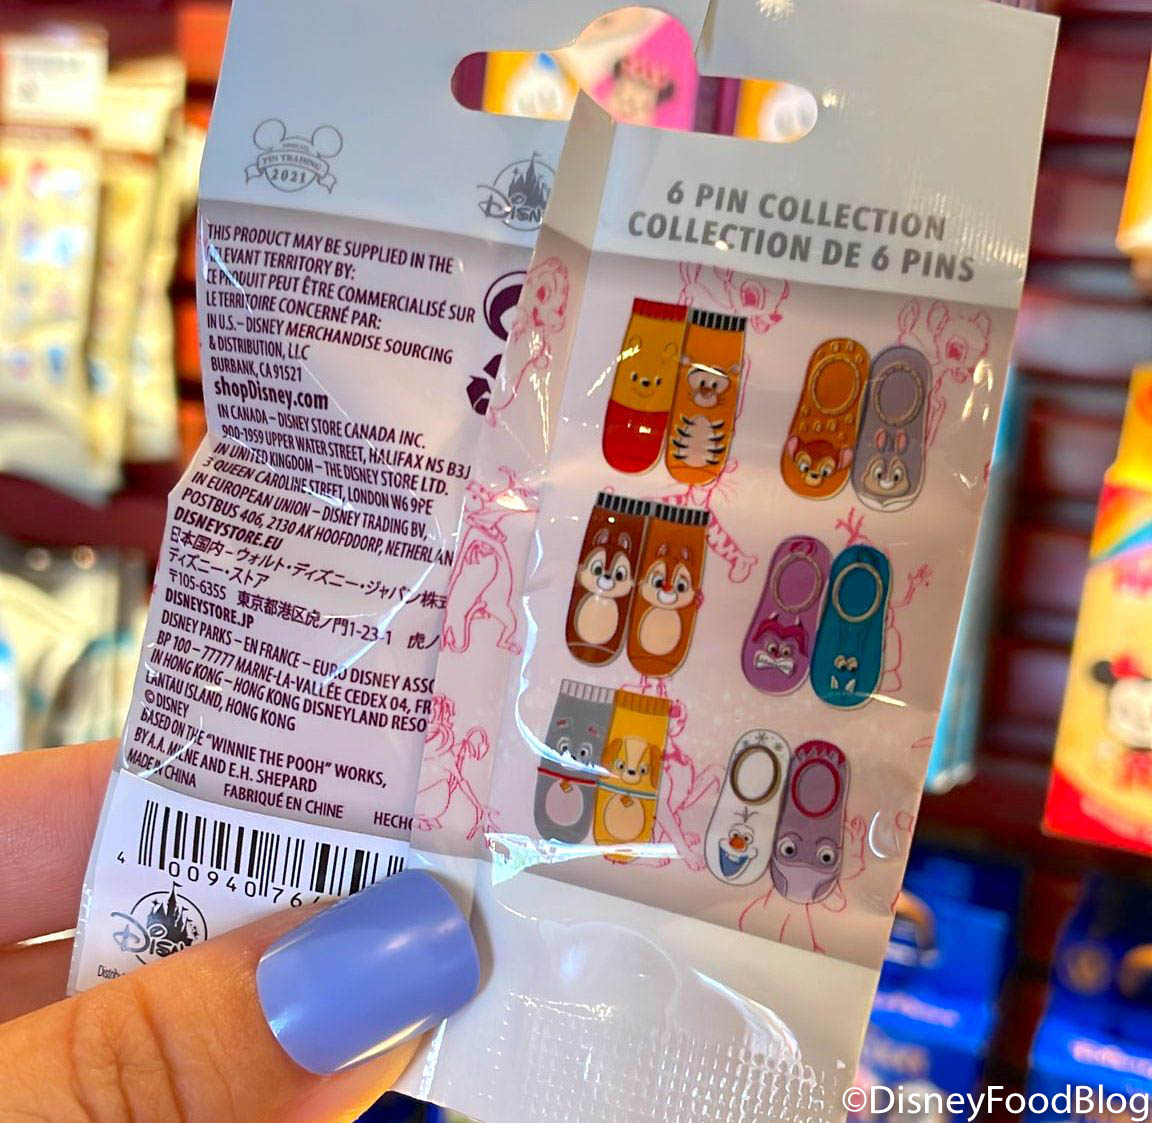 PIN TRADING
2021
Disney
6 PIN COLLECTION
COLLECTION DE 6 PINS
THIS PRODUCT MAY BE SUPPLIED IN THE
RELEVANT TERRITORY BY:
CE PRODUIT PEUT ÊTRE COMMERCIALISÉ SUR
LE TERRITOIRE CONCERNÉ PAR:
IN U.S. – DISNEY MERCHANDISE SOURCING
& DISTRIBUTION, LLC
BURBANK, CA 91521
shopDisney.com
IN CANADA – DISNEY STORE CANADA INC.
900-1959 UPPER WATER STREET, HALIFAX NS B3J
IN UNITED KINGDOM – THE DISNEY STORE LTD.
3 QUEEN CAROLINE STREET, LONDON W6 9PE
IN EUROPEAN UNION – DISNEY TRADING BV,
POSTBUS 406, 2130 AK HOOFDDORP, NETHERLAN
DISNEYSTORE.EU
日本国内 – ウォルト・ディズニー・ジャパン株式
ディズニー・ストア
〒105-6355 東京都港区虎ノ門1-23-1 虎ノ
DISNEYSTORE.JP
DISNEY PARKS – EN FRANCE – EURO DISNEY ASSO
BP 100 – 77777 MARNE-LA-VALLÉE CEDEX 04, FR
IN HONG KONG – HONG KONG DISNEYLAND RESO
LANTAU ISLAND, HONG KONG
© DISNEY
BASED ON THE "WINNIE THE POOH" WORKS,
BY A.A. MILNE AND E.H. SHEPARD
MADE IN CHINA FABRIQUÉ EN CHINE HECHO
4 00940 76
Disney
©DisneyFoodBlog